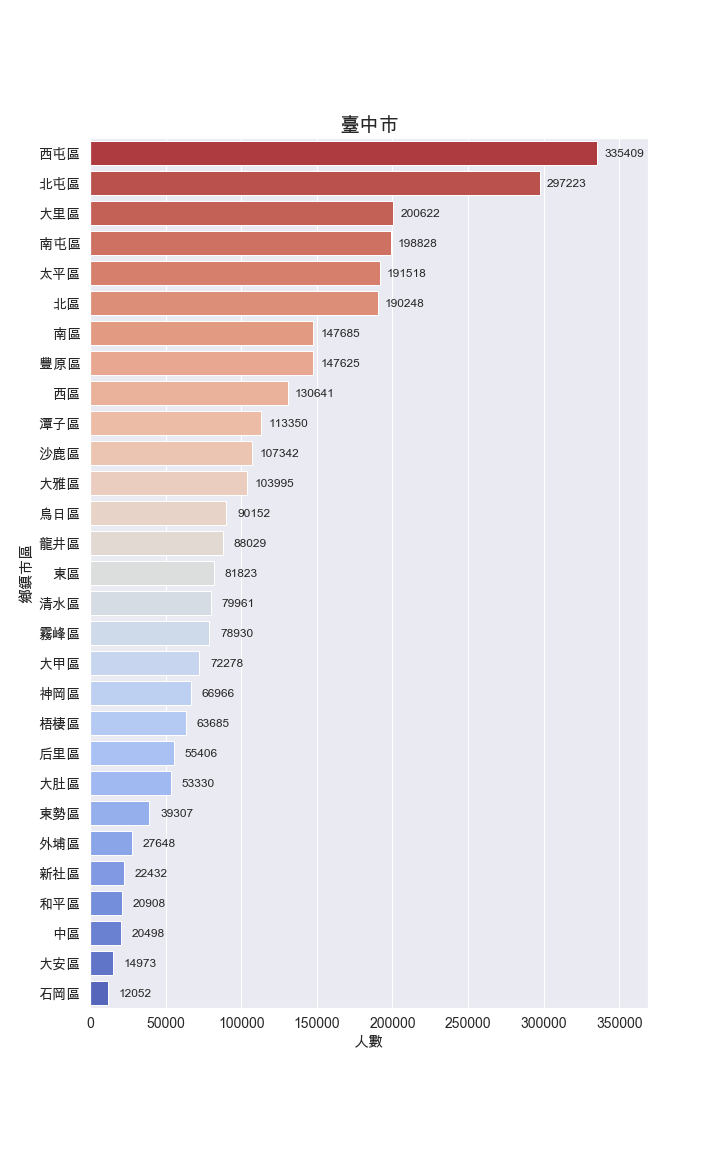 臺中市
鄉鎮市區
西屯區 335409
北屯區 297223
大里區 200622
南屯區 198828
太平區 191518
北區 190248
南區 147685
豐原區 147625
西區 130641
潭子區 113350
沙鹿區 107342
大雅區 103995
烏日區 90152
龍井區 88029
東區 81823
清水區 79961
霧峰區 78930
大甲區 72278
神岡區 66966
梧棲區 63685
后里區 55406
大肚區 53330
東勢區 39307
外埔區 27648
新社區 22432
和平區 20908
中區 20498
大安區 14973
石岡區 12052
0 50000 100000 150000 200000 250000 300000 350000
人數